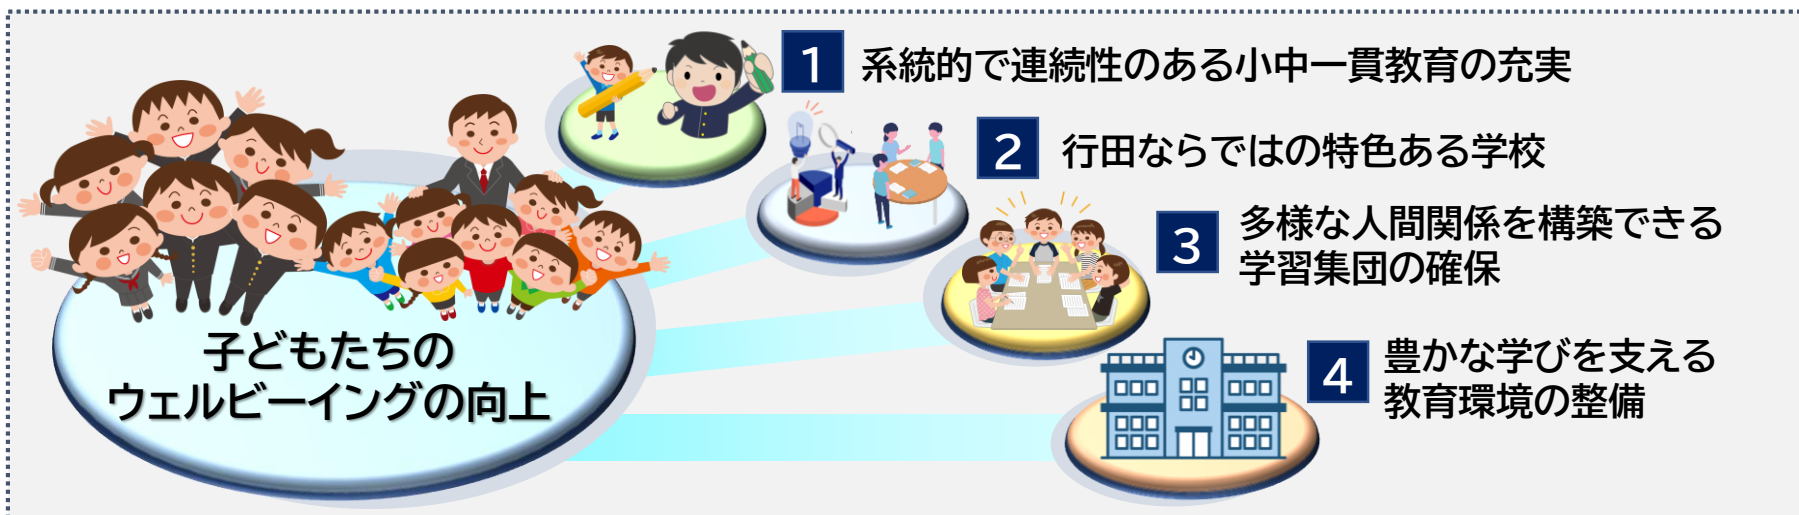 1 系統的で連続性のある小中一貫教育の充実
2 行田ならではの特色ある学校
3 多様な人間関係を構築できる
学習集団の確保
4 豊かな学びを支える
教育環境の整備
子どもたちの
ウェルビーイングの向上